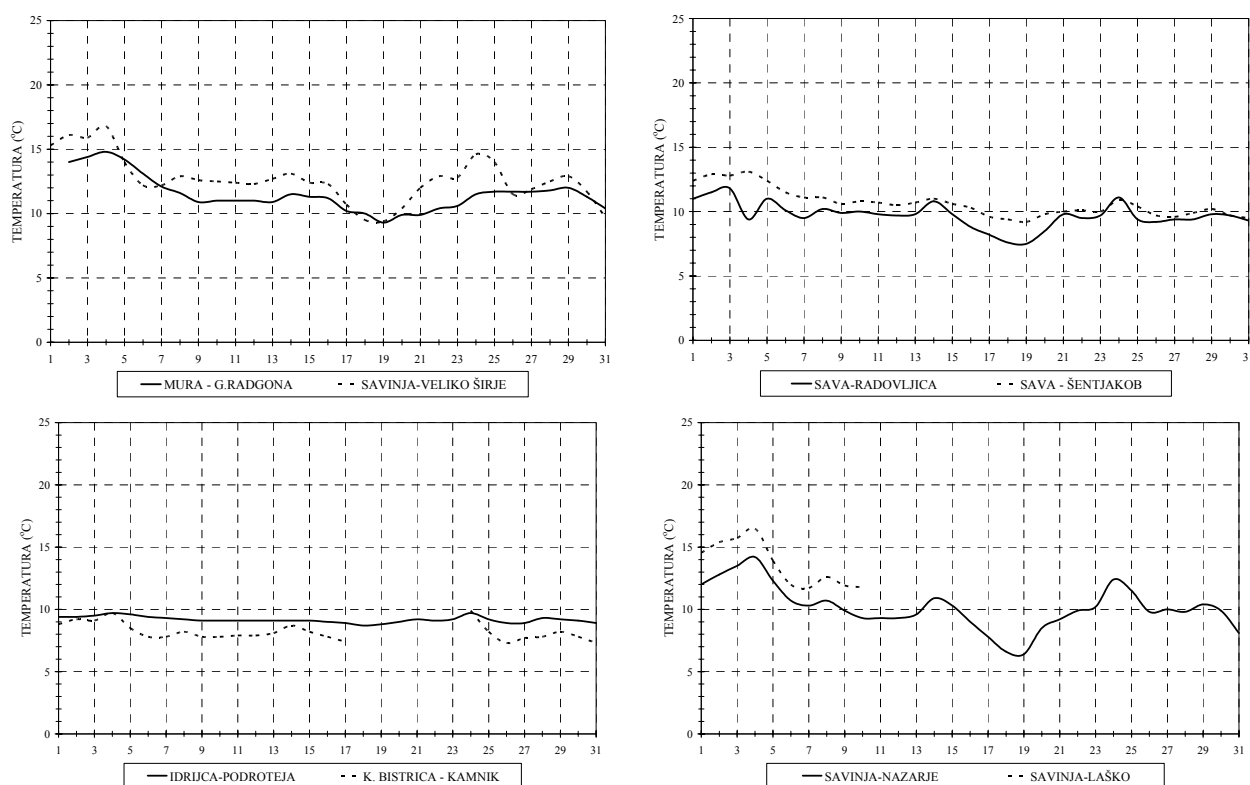 25
20
15
10
5
0
TEMPERATURA (°C)
1 3 5 7 9 11 13 15 17 19 21 23 25 27 29 31
MURA - G.RADGONA SAVINJA-VELIKO ŠIRJE
25
20
15
10
5
0
TEMPERATURA (°C)
1 3 5 7 9 11 13 15 17 19 21 23 25 27 29 31
SAVA-RADOVLJICA SAVA - ŠENTJAKOB
25
20
15
10
5
0
TEMPERATURA (°C)
1 3 5 7 9 11 13 15 17 19 21 23 25 27 29 31
IDRIJCA-PODROTEJA K. BISTRICA - KAMNIK
25
20
15
10
5
0
TEMPERATURA (°C)
1 3 5 7 9 11 13 15 17 19 21 23 25 27 29 31
SAVINJA-NAZARJE SAVINJA-LAŠKO